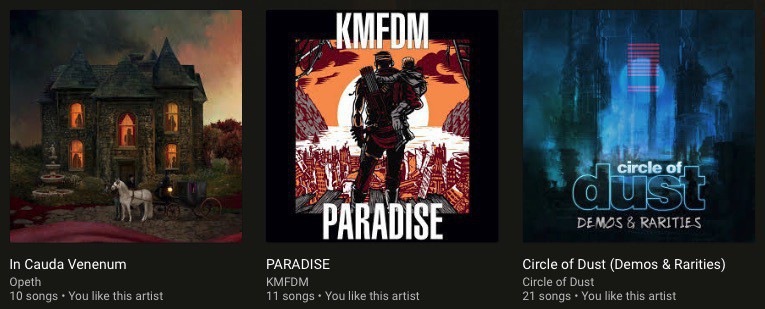 KMFDM
PARADISE
circle of
dust
DEMOS & RARITIES
In Cauda Venenum
Opeth
10 songs • You like this artist
PARADISE
KMFDM
11 songs • You like this artist
Circle of Dust (Demos & Rarities)
Circle of Dust
21 songs • You like this artist